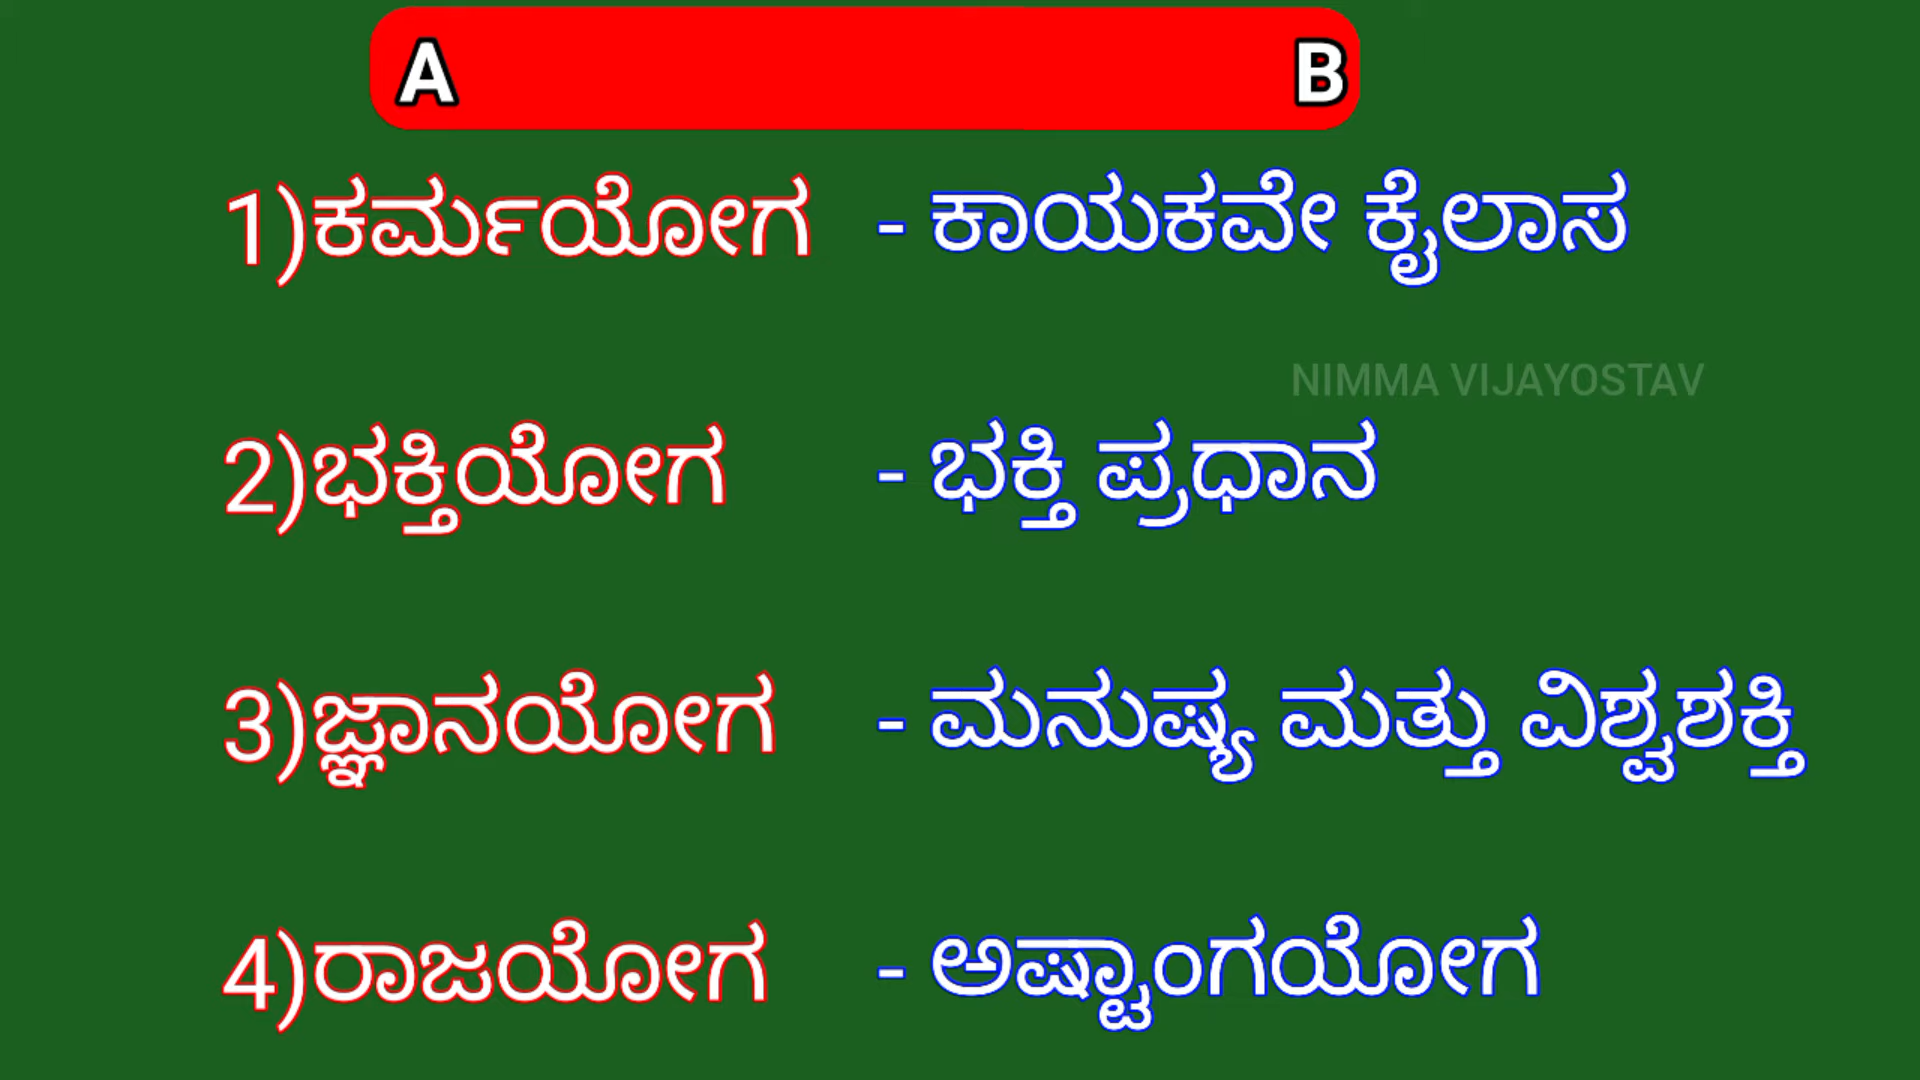 A B
1)ಕರ್ಮಯೋಗ - ಕಾಯಕವೇ ಕೈಲಾಸ
NIMMA VIJAYOSTAV
2)ಭಕ್ತಿಯೋಗ - ಭಕ್ತಿ ಪ್ರಧಾನ
3)ಜ್ಞಾನಯೋಗ - ಮನುಷ್ಯ ಮತ್ತು ವಿಶ್ವಶಕ್ತಿ
4)ರಾಜಯೋಗ - ಅಷ್ಟಾಂಗಯೋಗ